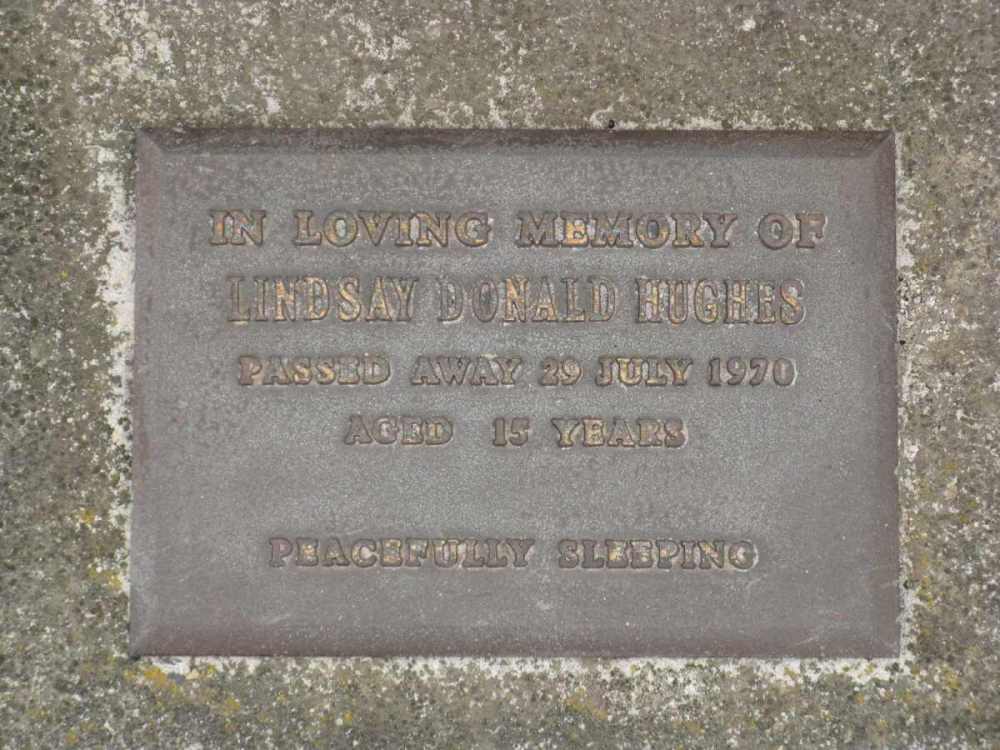 IN LOVING MEMORY OF
LINDSAY DONALD HUGHES
PASSED AWAY 29 JULY 1970
AGED 15 YEARS
PEACEFULLY SLEEPING